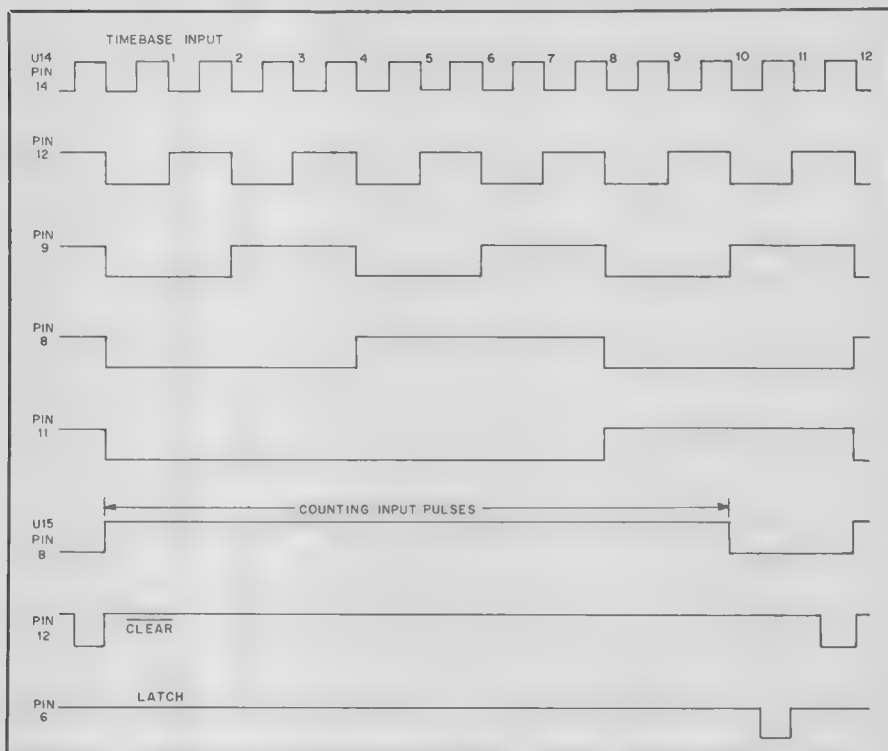 TIMEBASE INPUT
U14
PIN
14
1 2 3 4 5 6 7 8 9 10 11 12
PIN
12
PIN
9
PIN
8
PIN
11
COUNTING INPUT PULSES
U15
PIN
8
PIN
12
CLEAR
LATCH
PIN
6